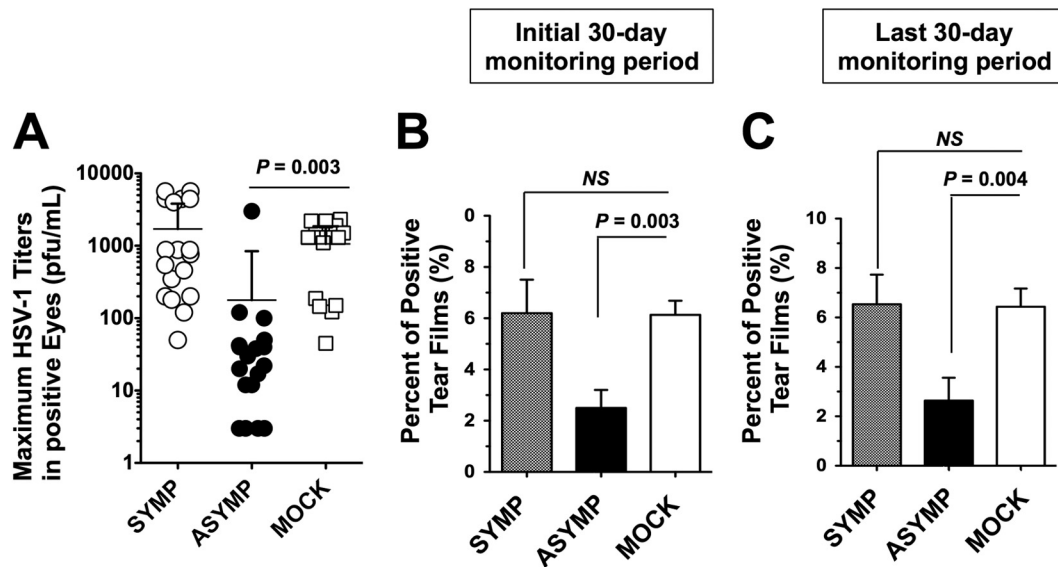 Initial 30-day
monitoring period
Last 30-day
monitoring period
A
P = 0.003
10000
1000
100
10
1
Maximum HSV-1 Titers
in positive Eyes (pfu/mL)
SYMP
ASYMP
MOCK
B
NS
P = 0.003
0
8
6
4
2
0
Percent of Positive
Tear Films (%)
SYMP
ASYMP
MOCK
C
NS
P = 0.004
10
8
6
4
2
0
Percent of Positive
Tear Films (%)
SYMP
ASYMP
MOCK